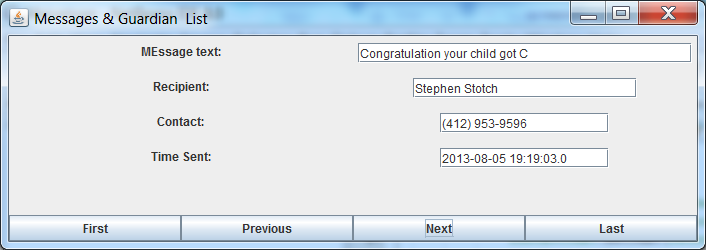 Messages & Guardian List
MEssage text: Congratulation your child got C
Recipient: Stephen Stotch
Contact: (412) 953-9596
Time Sent: 2013-08-05 19:19:03.0
First Previous Next Last